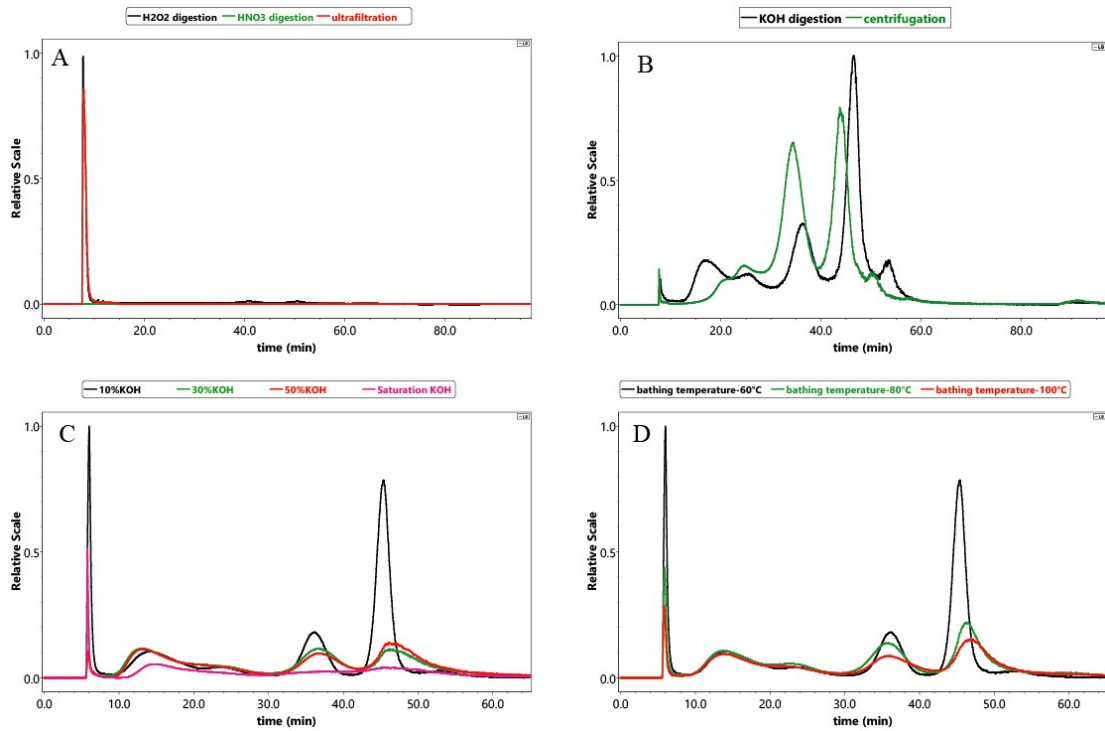 H2O2 digestion HNO3 digestion ultrafiltration
A
1.0
0.5
0.0
Relative Scale
0.0 20.0 40.0 60.0 80.0
time (min)
KOH digestion centrifugation
B
1.0
0.5
0.0
Relative Scale
0.0 20.0 40.0 60.0 80.0
time (min)
10%KOH 30%KOH 50%KOH Saturation KOH
C
1.0
0.5
0.0
Relative Scale
0.0 10.0 20.0 30.0 40.0 50.0 60.0
time (min)
bathing temperature-60°C bathing temperature-80°C bathing temperature-100°C
D
1.0
0.5
0.0
Relative Scale
0.0 10.0 20.0 30.0 40.0 50.0 60.0
time (min)